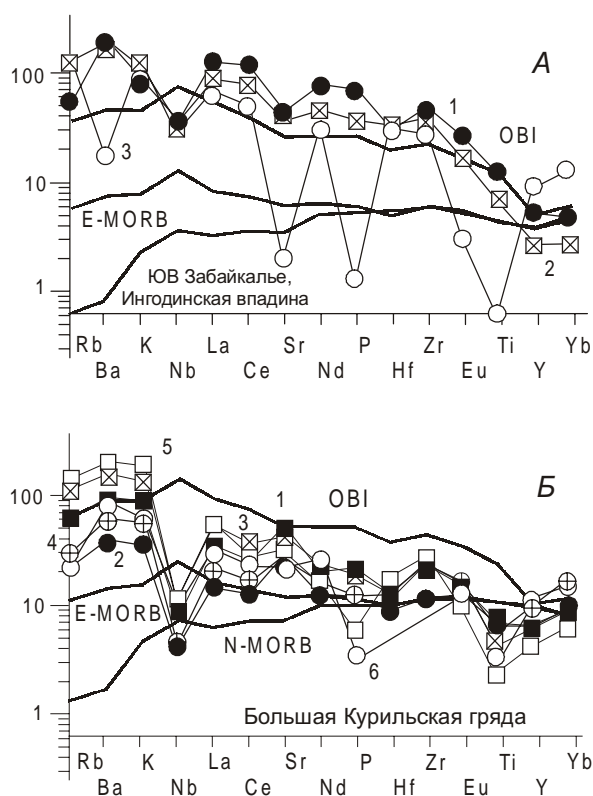 А
100
3
1
OBI
10
E-MORB
2
ЮВ Забайкалье,
1
Ингодинская впадина
Rb K La Sr P Zr Ti Yb
Ba Nb Ce Nd Hf Eu Y
Б
5
100
1
OBI
3
4
2
E-MORB
10
N-MORB
6
1
Большая Курильская гряда
Rb K La Sr P Zr Ti Yb
Ba Nb Ce Nd Hf Eu Y